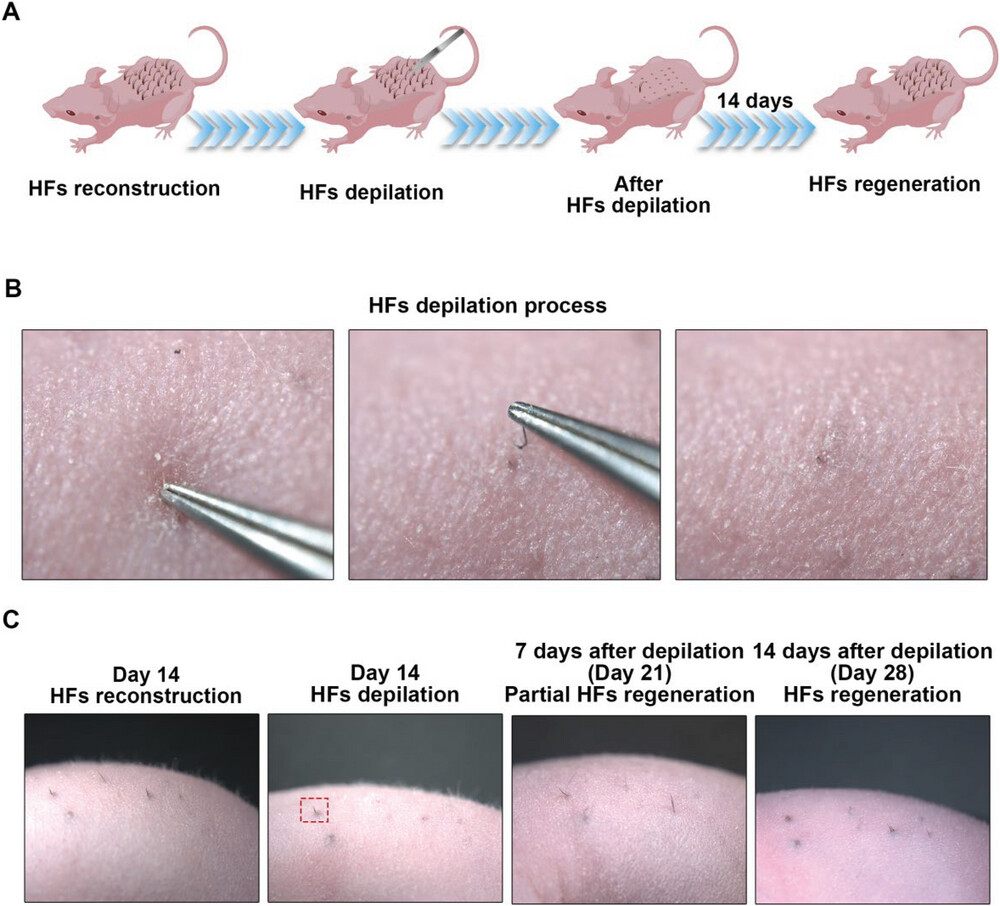 A
14 days
HFs reconstruction
HFs depilation
After
HFs depilation
HFs regeneration
B
HFs depilation process
C
Day 14
HFs reconstruction
Day 14
HFs depilation
7 days after depilation
(Day 21)
Partial HFs regeneration
14 days after depilation
(Day 28)
HFs regeneration